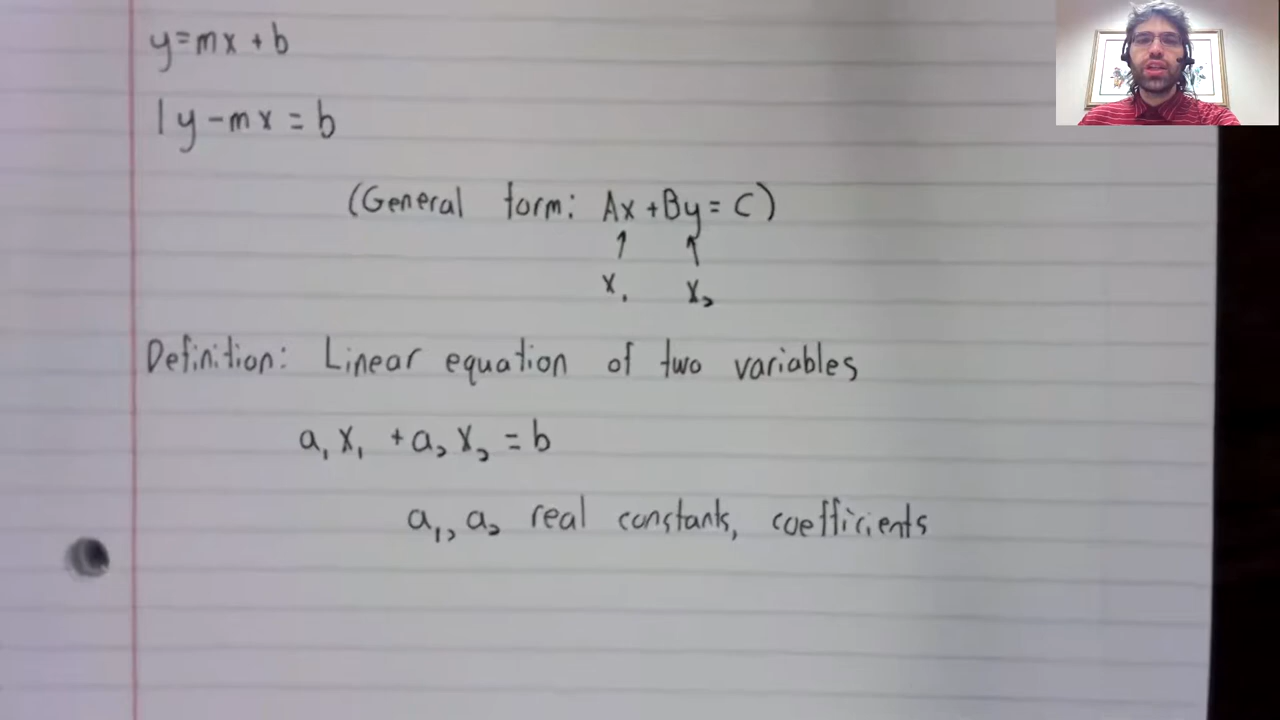 y=mx+b
1y-mx=b
(General form: Ax+By=C)
↑ ↑
x₁ x₂
Definition: Linear equation of two variables
a₁x₁ + a₂x₂ = b
a₁, a₂ real constants, coefficients